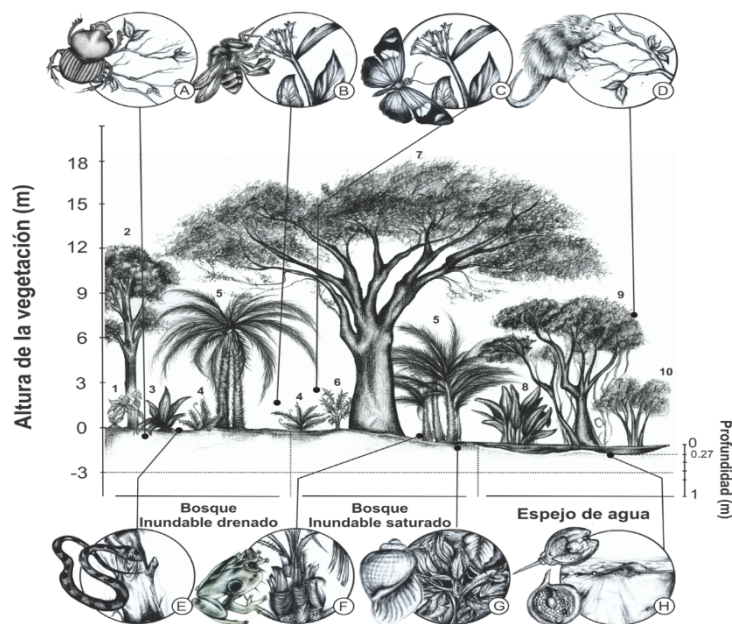 A
B
C
D
Altura de la vegetación (m)
18
15
12
9
6
3
0
-3
7
2
5
9
5
10
1
3
4
4
6
8
0
0.27
1
Profundidad (m)
Bosque
Inundable drenado
Bosque
Inundable saturado
Espejo de agua
E
F
G
H